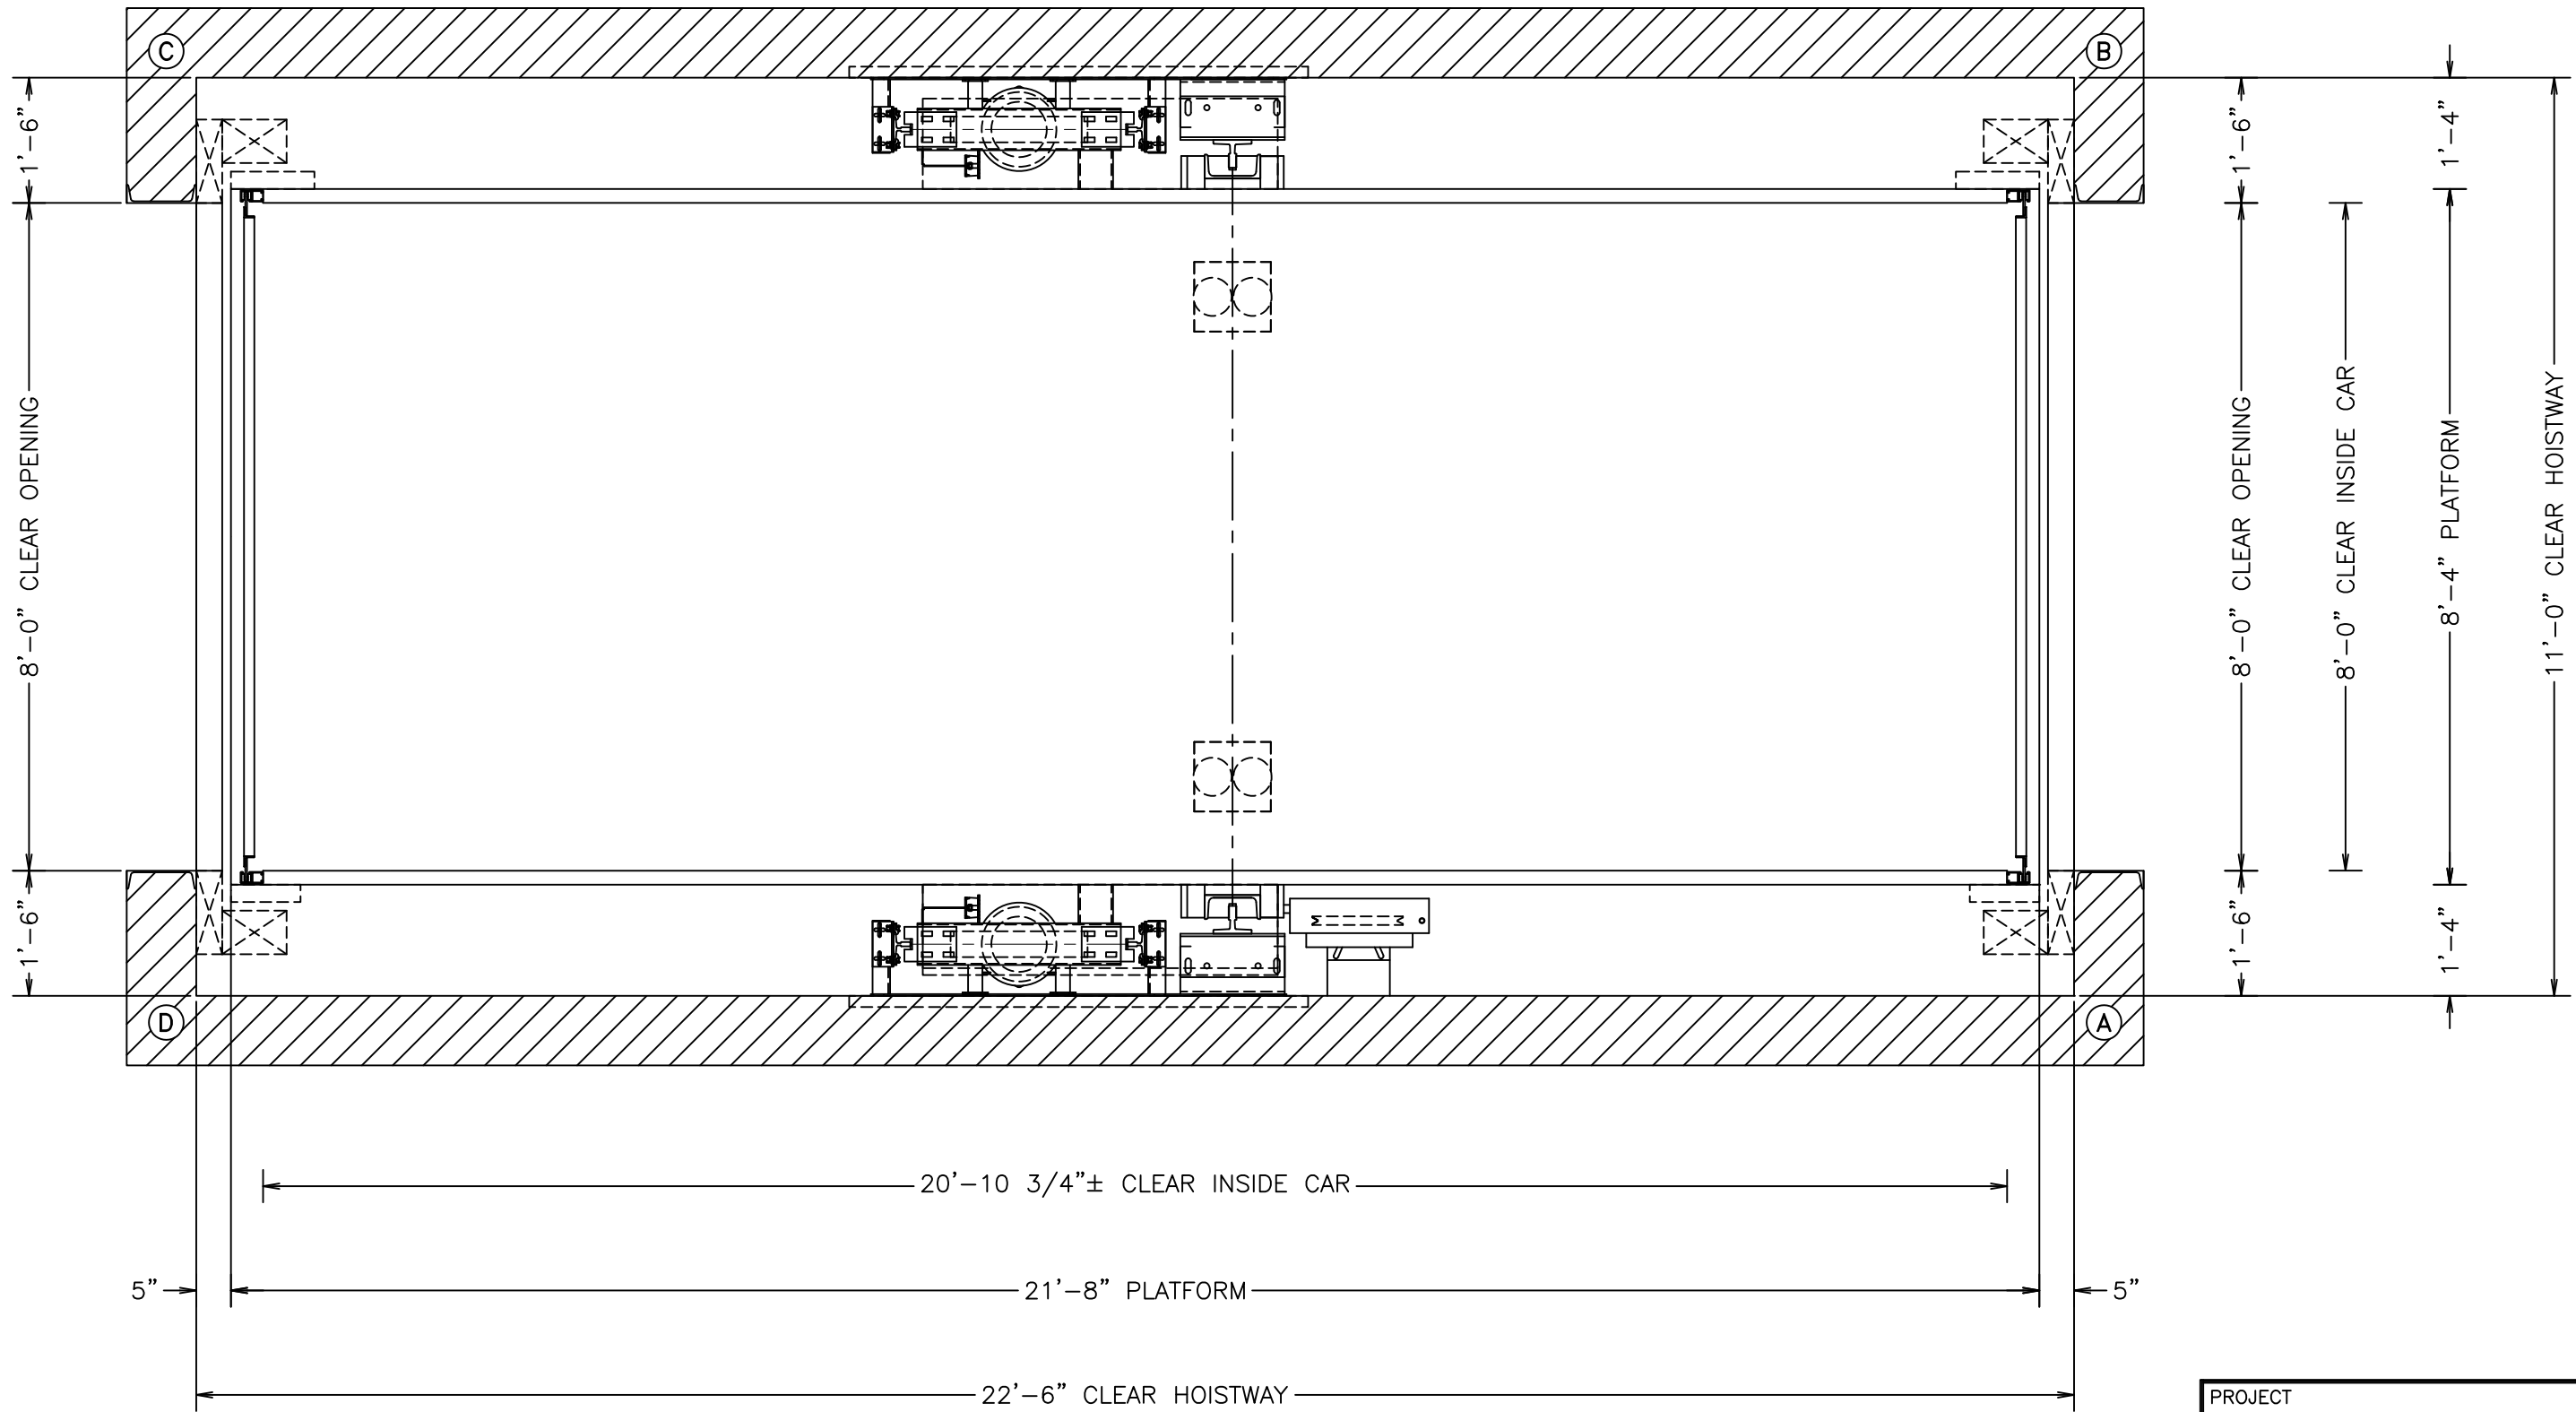 C
B
1'-6"
1'-6"
1'-4"
8'-0" CLEAR OPENING
8'-0" CLEAR OPENING
8'-0" CLEAR INSIDE CAR
8'-4" PLATFORM
11'-0" CLEAR HOISTWAY
1'-6"
1'-6"
1'-4"
D
A
20'-10 3/4"± CLEAR INSIDE CAR
5"
21'-8" PLATFORM
5"
22'-6" CLEAR HOISTWAY
PROJECT